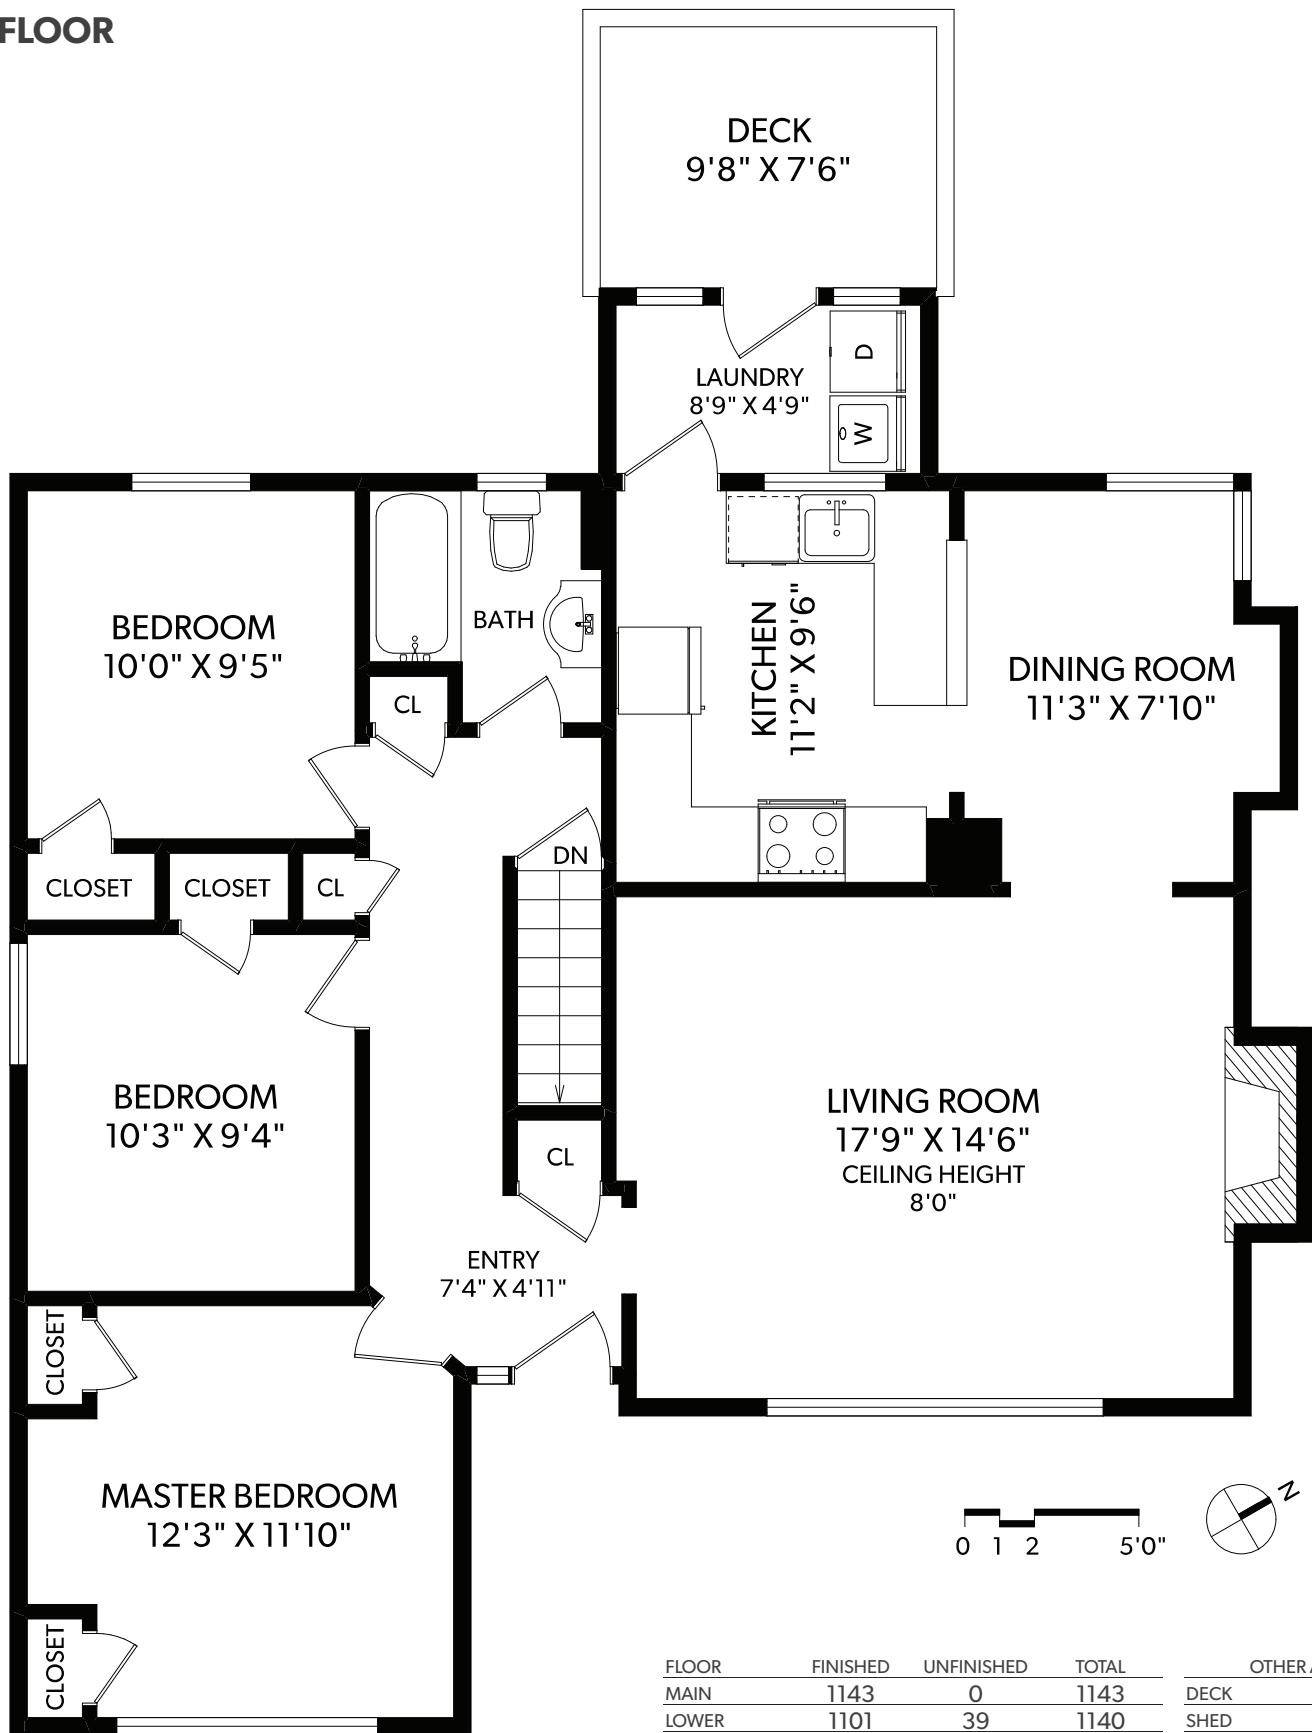 FLOOR
DECK
9'8" X 7'6"
LAUNDRY
8'9" X 4'9"
D
W
BEDROOM
10'0" X 9'5"
BATH
CL
KITCHEN
11'2" X 9'6"
DINING ROOM
11'3" X 7'10"
CLOSET
CLOSET
CL
DN
BEDROOM
10'3" X 9'4"
CL
LIVING ROOM
17'9" X 14'6"
CEILING HEIGHT
8'0"
ENTRY
7'4" X 4'11"
CLOSET
MASTER BEDROOM
12'3" X 11'10"
CLOSET
N
0 1 2 5'0"
FLOOR FINISHED UNFINISHED TOTAL OTHER
MAIN 1143 0 1143 DECK
LOWER 1101 39 1140 SHED